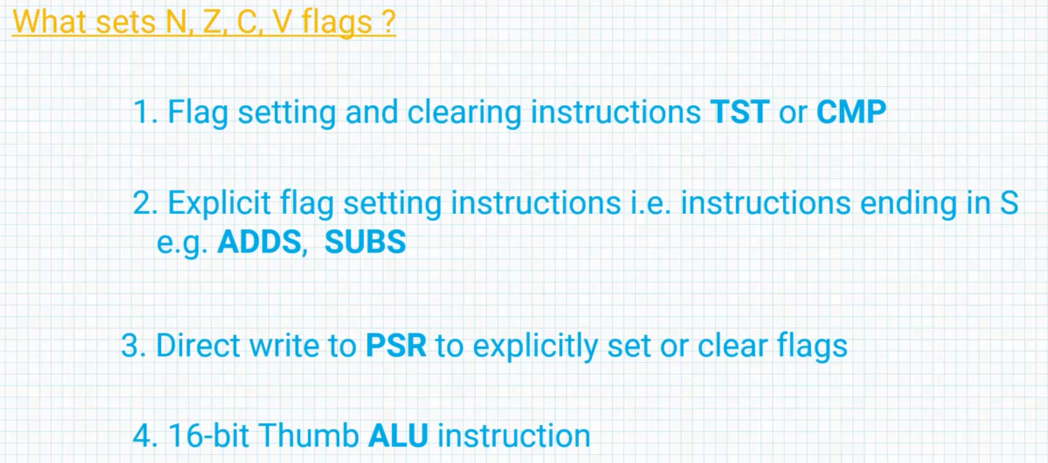 What sets N, Z, C, V flags ?
1. Flag setting and clearing instructions TST or CMP
2. Explicit flag setting instructions i.e. instructions ending in S
e.g. ADDS, SUBS
3. Direct write to PSR to explicitly set or clear flags
4. 16-bit Thumb ALU instruction